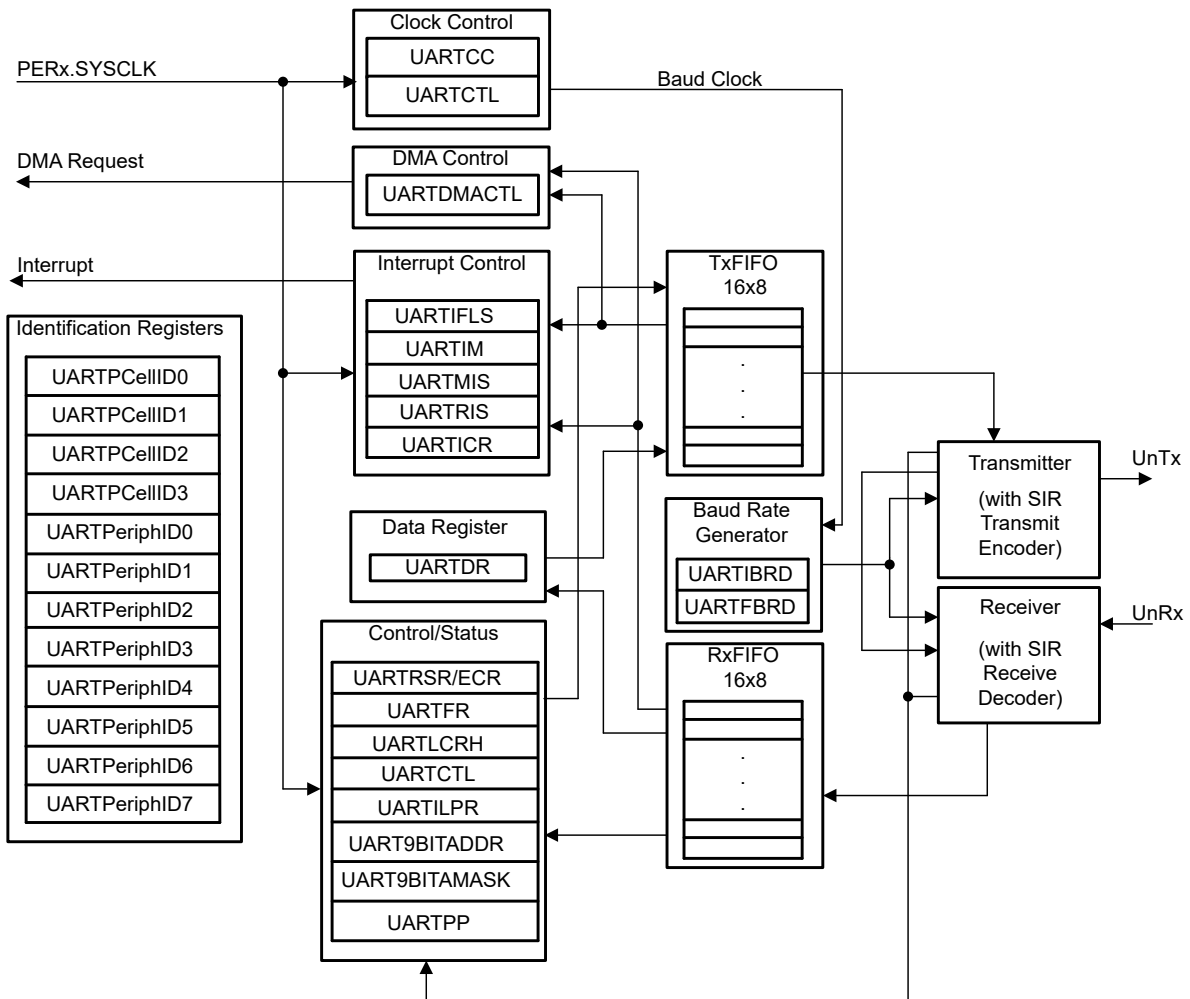 Clock Control
UARTCC
UARTCTL
PERx.SYSCLK
Baud Clock
DMA Request
DMA Control
UARTDMACTL
Interrupt
Interrupt Control
UARTIFLS
UARTIM
UARTMIS
UARTRIS
UARTICR
TxFIFO
16x8
.
.
.
Identification Registers
UARTPCellID0
UARTPCellID1
UARTPCellID2
UARTPCellID3
UARTPeriphID0
UARTPeriphID1
UARTPeriphID2
UARTPeriphID3
UARTPeriphID4
UARTPeriphID5
UARTPeriphID6
UARTPeriphID7
Data Register
UARTDR
Baud Rate
Generator
UARTIBRD
UARTFBRD
Transmitter
(with SIR
Transmit
Encoder)
UnTx
Receiver
(with SIR
Receive
Decoder)
UnRx
Control/Status
UARTRSR/ECR
UARTFR
UARTLCRH
UARTCTL
UARTILPR
UART9BITADDR
UART9BITAMASK
UARTPP
RxFIFO
16x8
.
.
.